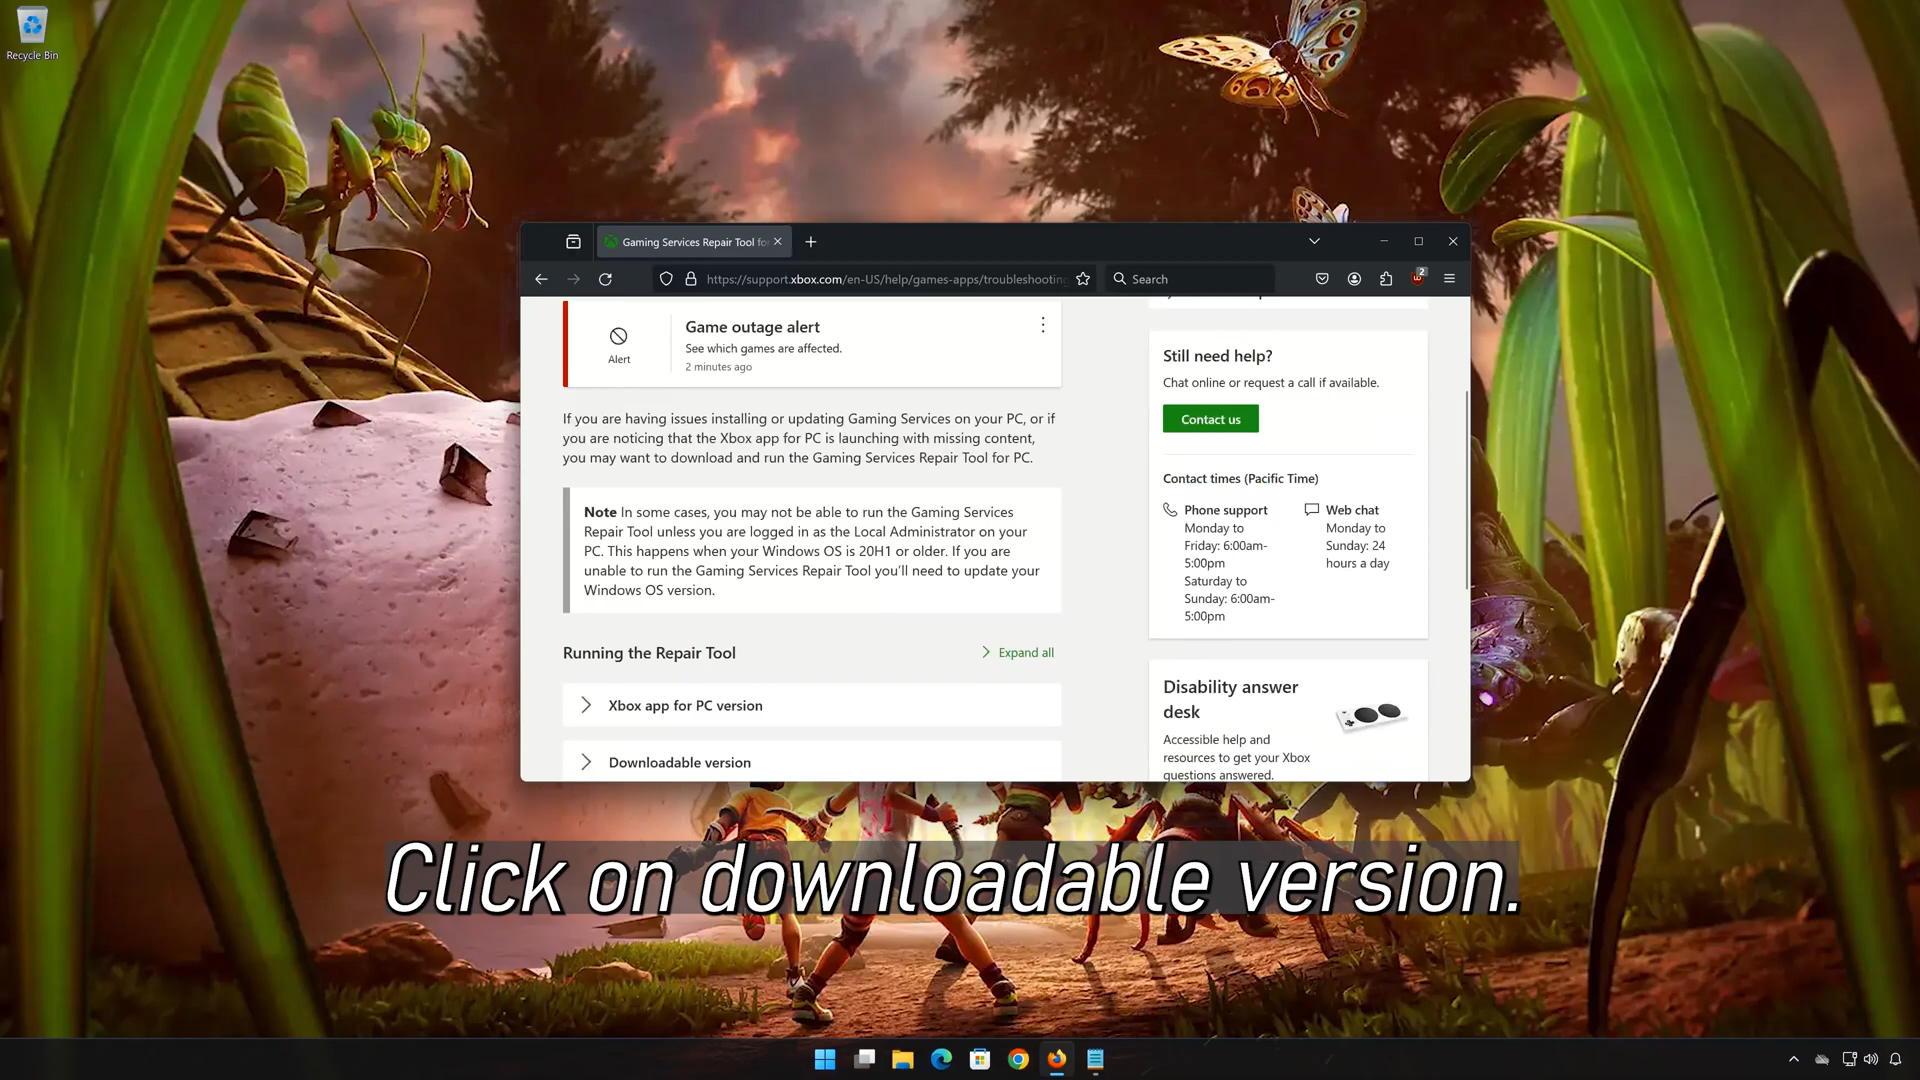 Recycle Bin
Gaming Services Repair Tool fo
https://support.xbox.com/en-US/help/games-apps/troubleshooting
Search
2
Alert
Game outage alert
See which games are affected.
2 minutes ago
If you are having issues installing or updating Gaming Services on your PC, or if
you are noticing that the Xbox app for PC is launching with missing content,
you may want to download and run the Gaming Services Repair Tool for PC.
Note In some cases, you may not be able to run the Gaming Services
Repair Tool unless you are logged in as the Local Administrator on your
PC. This happens when your Windows OS is 20H1 or older. If you are
unable to run the Gaming Services Repair Tool you'll need to update your
Windows OS version.
Running the Repair Tool
Expand all
Xbox app for PC version
Downloadable version
Still need help?
Chat online or request a call if available.
Contact us
Contact times (Pacific Time)
Phone support
Monday to
Friday: 6:00am-
5:00pm
Saturday to
Sunday: 6:00am-
5:00pm
Web chat
Monday to
Sunday: 24
hours a day
Disability answer
desk
Accessible help and
resources to get your Xbox
questions answered.
Click on downloadable version.